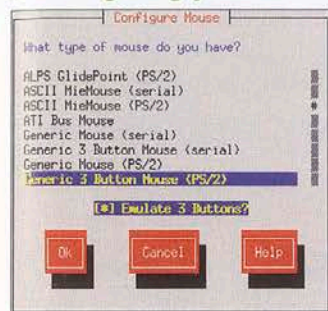 Configure Mouse
What type of mouse do you have?
ALPS GlidePoint (PS/2)
ASCII MieMouse (serial)
ASCII MieMouse (PS/2)
ATI Bus Mouse
Generic Mouse (serial)
Generic 3 Button Mouse (serial)
Generic Mouse (PS/2)
Generic 3 Button Mouse (PS/2)
[*] Emulate 3 Buttons?
Ok
Cancel
Help